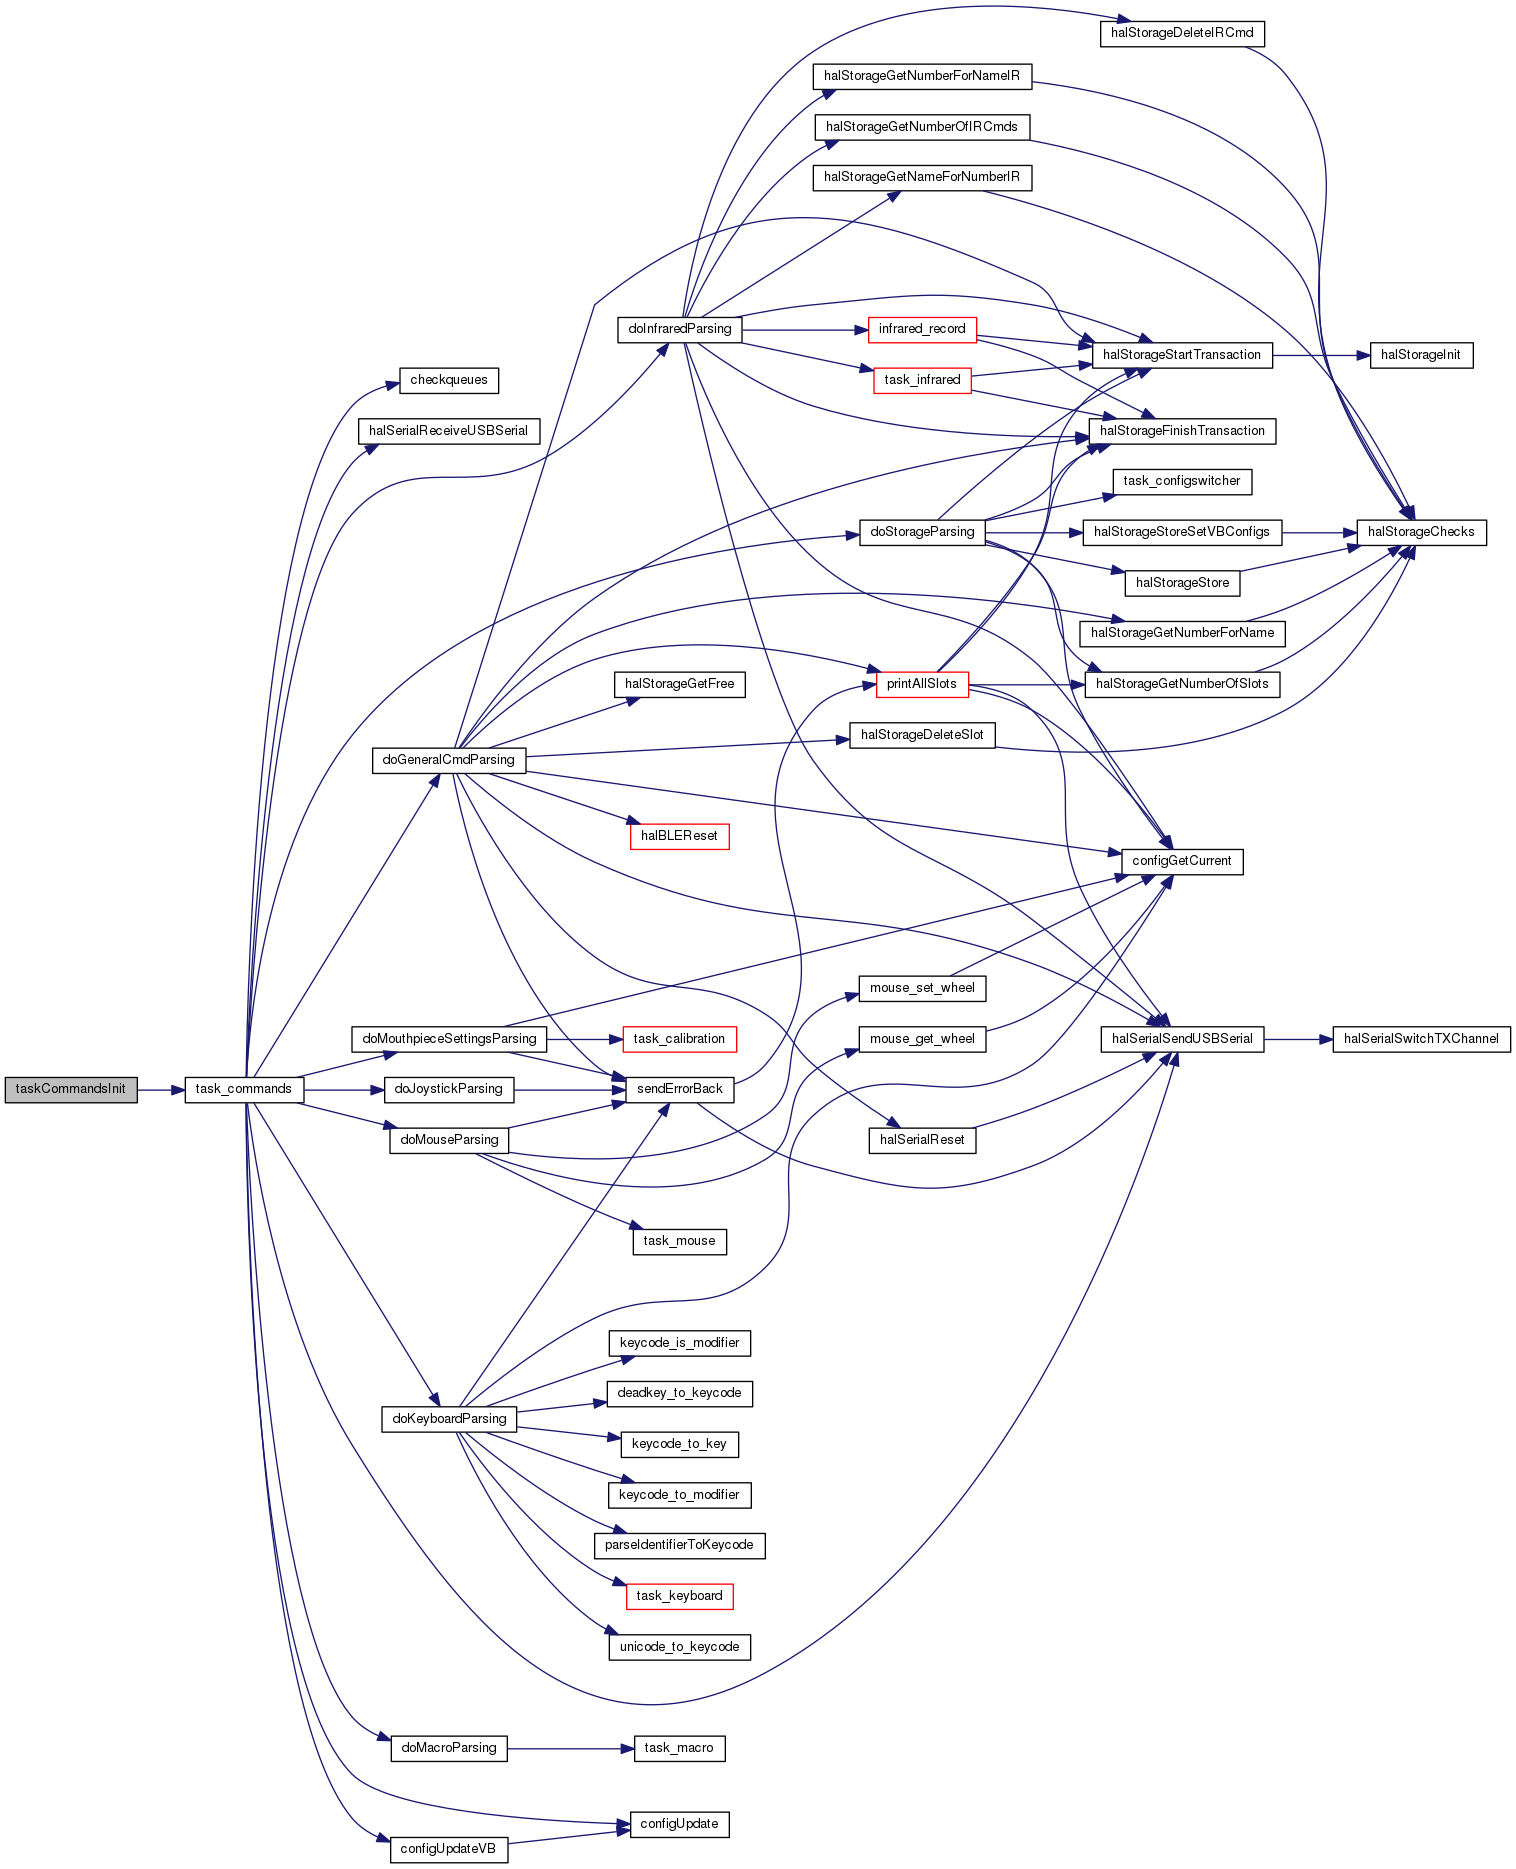 halStorageDeleteIRCmd
halStorageGetNumberForNameIR
halStorageGetNumberOfIRCmds
halStorageGetNameForNumberIR
doInfraredParsing
infrared_record
halStorageStartTransaction
halStorageInit
checkqueues
task_infrared
halSerialReceiveUSBSerial
halStorageFinishTransaction
task_configswitcher
doStorageParsing
halStorageStoreSetVBConfigs
halStorageChecks
halStorageStore
halStorageGetNumberForName
halStorageGetFree
printAllSlots
halStorageGetNumberOfSlots
halStorageDeleteSlot
doGeneralCmdParsing
halBLEReset
configGetCurrent
mouse_set_wheel
doMouthpieceSettingsParsing
task_calibration
mouse_get_wheel
halSerialSendUSBSerial
halSerialSwitchTXChannel
taskCommandsInit
task_commands
doJoystickParsing
sendErrorBack
doMouseParsing
halSerialReset
task_mouse
keycode_is_modifier
deadkey_to_keycode
doKeyboardParsing
keycode_to_key
keycode_to_modifier
parseIdentifierToKeycode
task_keyboard
unicode_to_keycode
doMacroParsing
task_macro
configUpdate
configUpdateVB